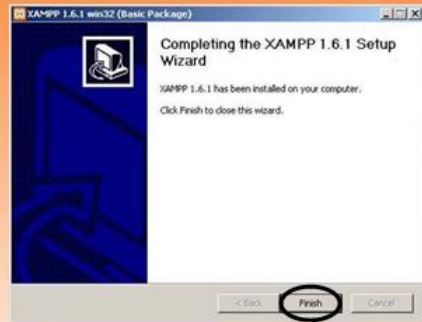 XAMPP 1.6.1 win32 (Basic Package)
Completing the XAMPP 1.6.1 Setup
Wizard
XAMPP 1.6.1 has been installed on your computer.
Click Finish to close this wizard.
< Back
Finish
Cancel